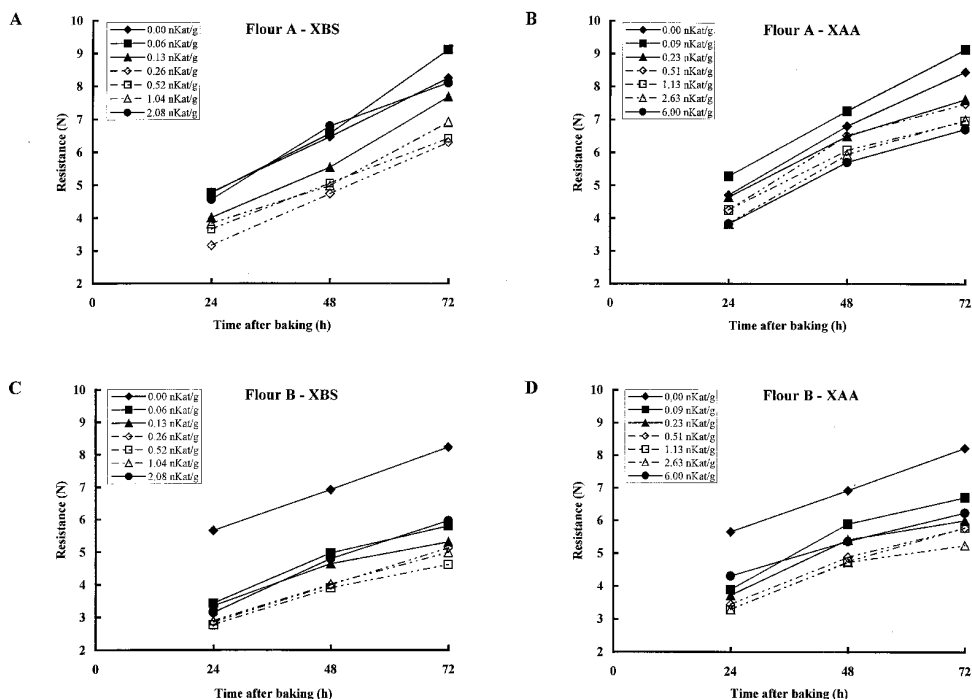 A
Flour A - XBS
0.00 nKat/g
0.06 nKat/g
0.13 nKat/g
0.26 nKat/g
0.52 nKat/g
1.04 nKat/g
2.08 nKat/g
10
9
8
7
6
5
4
3
2
Resistance (N)
0 24 48 72
Time after baking (h)
B
Flour A - XAA
0.00 nKat/g
0.09 nKat/g
0.23 nKat/g
0.51 nKat/g
1.13 nKat/g
2.63 nKat/g
6.00 nKat/g
10
9
8
7
6
5
4
3
2
Resistance (N)
0 24 48 72
Time after baking (h)
C
Flour B - XBS
0.00 nKat/g
0.06 nKat/g
0.13 nKat/g
0.26 nKat/g
0.52 nKat/g
1.04 nKat/g
2.08 nKat/g
10
9
8
7
6
5
4
3
2
Resistance (N)
0 24 48 72
Time after baking (h)
D
Flour B - XAA
0.00 nKat/g
0.09 nKat/g
0.23 nKat/g
0.51 nKat/g
1.13 nKat/g
2.63 nKat/g
6.00 nKat/g
10
9
8
7
6
5
4
3
2
Resistance (N)
0 24 48 72
Time after baking (h)